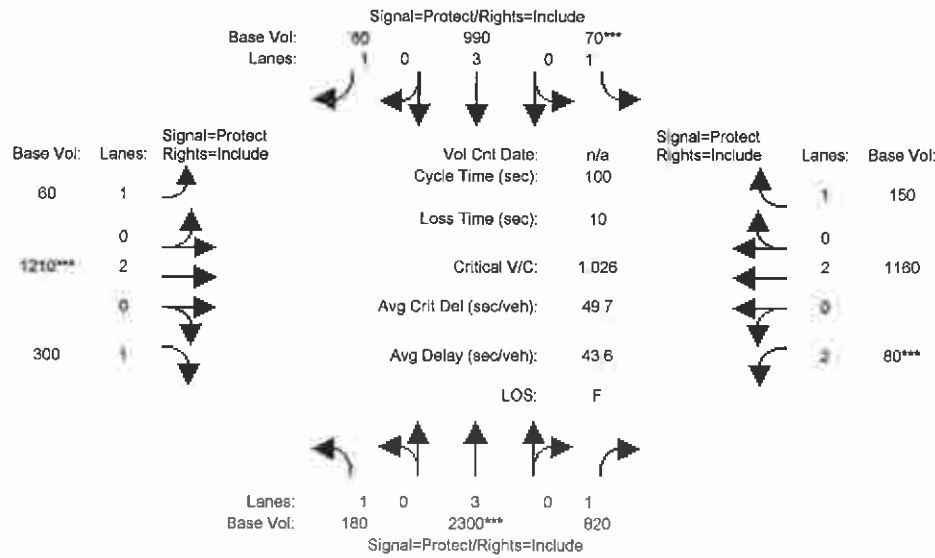 Signal=Protect/Rights=Include
Base Vol: 60 990 70***
Lanes: 1 0 3 0 1
Signal=Protect
Rights=Include
Base Vol: Lanes:
60 1
0
1210*** 2
0
300 1
Vol Cnt Date: n/a
Cycle Time (sec): 100
Loss Time (sec): 10
Critical V/C: 1.026
Avg Crit Del (sec/veh): 49.7
Avg Delay (sec/veh): 43.6
LOS: F
Signal=Protect
Rights=Include
Lanes: Base Vol:
1 150
0
2 1160
0
2 80***
Lanes: 1 0 3 0 1
Base Vol: 180 2300*** 820
Signal=Protect/Rights=Include